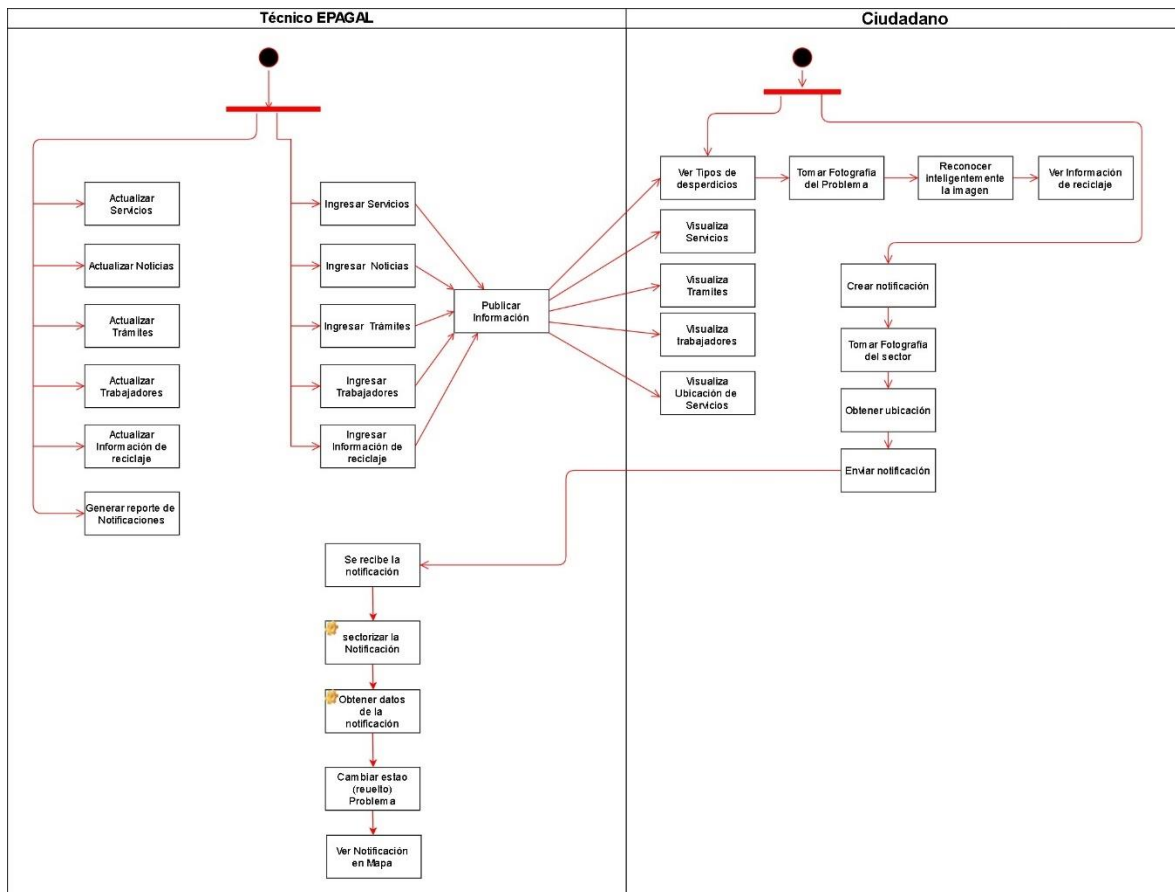 Técnico EPAGAL
Ciudadano
Actualizar
Servicios
Actualizar Noticias
Actualizar
Trámites
Actualizar
Trabajadores
Actualizar
Información de
reciclaje
Generar reporte de
Notificaciones
Ingresar Servicios
Ingresar Noticias
Ingresar Trámites
Ingresar
Trabajadores
Ingresar
Información de
reciclaje
Publicar
Información
Ver Tipos de
desperdicios
Tomar Fotografía
del Problema
Reconocer
inteligentemente
la imagen
Ver Información
de reciclaje
Visualiza
Servicios
Visualiza
Tramites
Visualiza
trabajadores
Visualiza
Ubicación de
Servicios
Crear notificación
Tomar Fotografía
del sector
Obtener ubicación
Enviar notificación
Se recibe la
notificación
sectorizar la
Notificación
Obtener datos
de la
notificación
Cambiar estao
(reuelto)
Problema
Ver Notificación
en Mapa